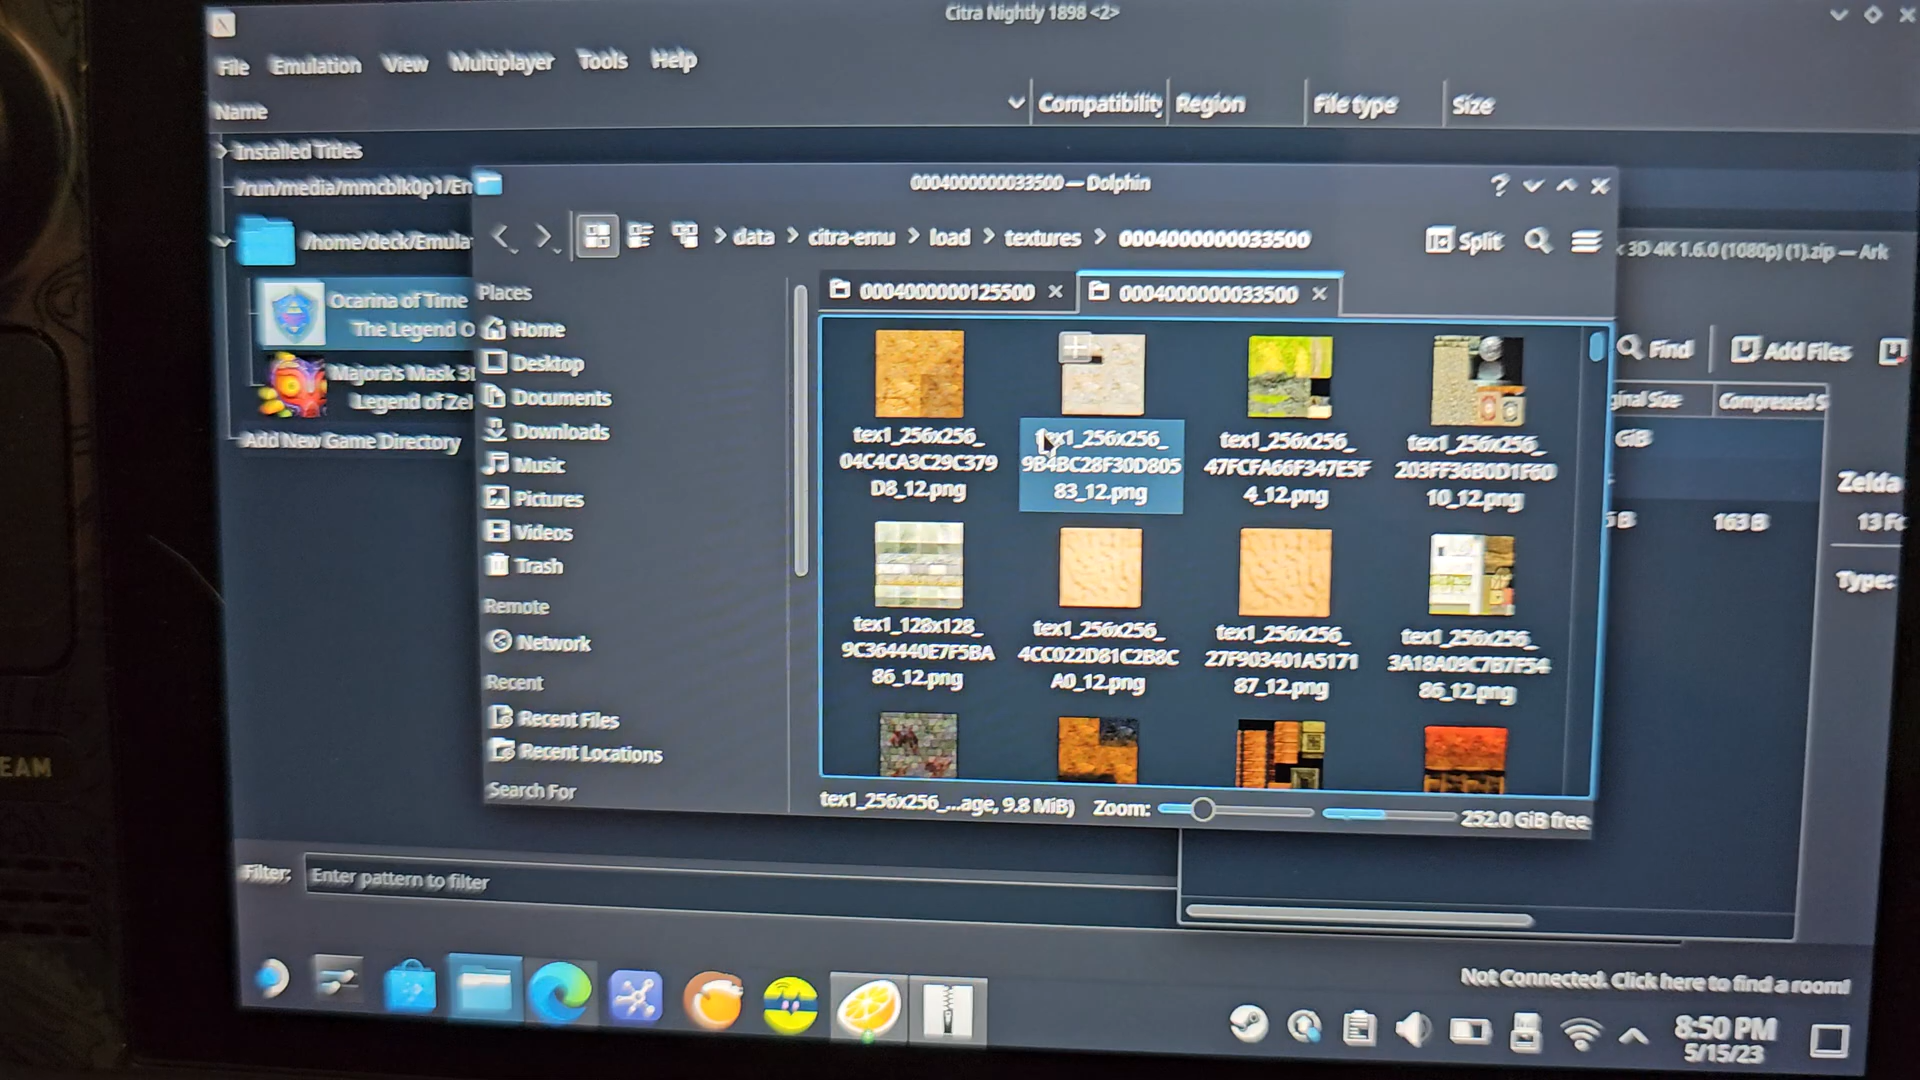 Citra Nightly 1898 <2>
File Emulation View Multiplayer Tools Help
Name Compatibility Region File type Size
Installed Titles
/run/media/mmcblk0p1/En
/home/deck/Emula
Ocarina of Time
The Legend O
Majora's Mask 3
Legend of Zel
Add New Game Directory
0004000000033500 — Dolphin
data > citra-emu > load > textures > 0004000000033500
Split
0004000000125500
0004000000033500
Places
Home
Desktop
Documents
Downloads
Music
Pictures
Videos
Trash
Remote
Network
Recent
Recent Files
Recent Locations
Search For
tex1_256x256_
04C4CA3C29C379
D8_12.png
tex1_256x256_
9B4BC28F30D805
83_12.png
tex1_256x256_
47FCFA66F347E5F
4_12.png
tex1_256x256_
203FF36B0D1F60
10_12.png
tex1_128x128_
9C364440E7F5BA
86_12.png
tex1_256x256_
4CC022D81C2B8C
A0_12.png
tex1_256x256_
27F903401A5171
87_12.png
tex1_256x256_
3A18A09C7B7F54
86_12.png
tex1_256x256_...age, 9.8 MiB)
Zoom:
252.0 GiB free
3D 4K 1.6.0 (1080p) (1).zip — Ark
Find
Add Files
ginal Size
Compressed S
GiB
163 B
Zelda
13 Fo
Type:
Filter:
Enter pattern to filter
Not Connected. Click here to find a room!
8:50 PM
5/15/23
EAM